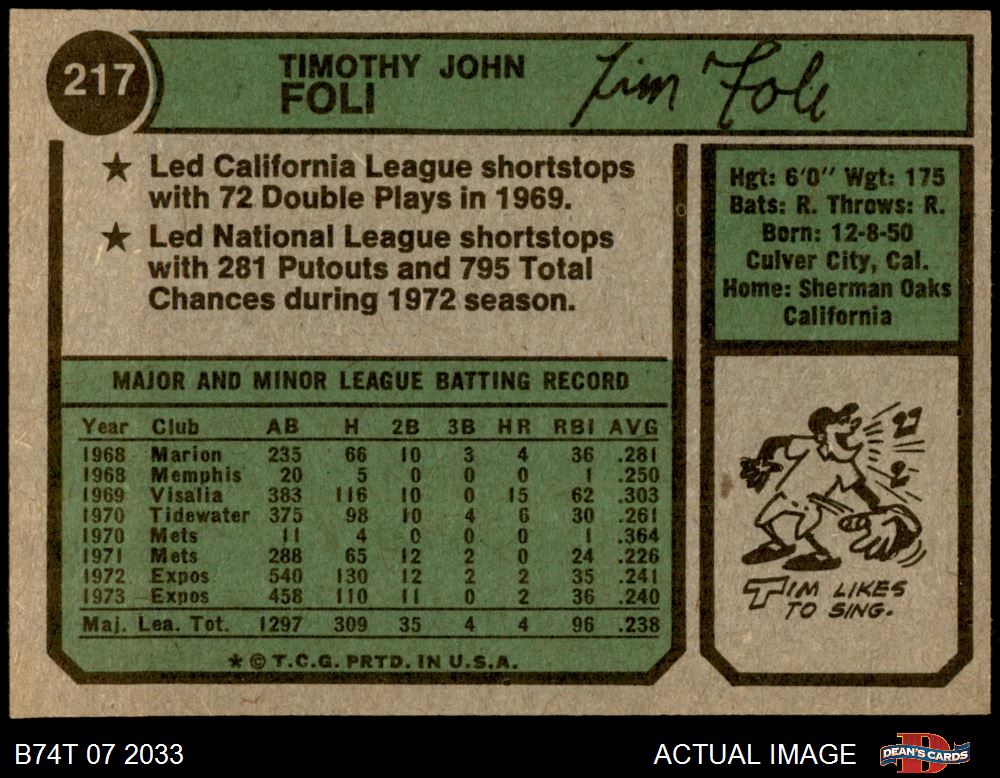 217
TIMOTHY JOHN
FOLI
Tim Foli
★ Led California League shortstops
with 72 Double Plays in 1969.
★ Led National League shortstops
with 281 Putouts and 795 Total
Chances during 1972 season.
Hgt: 6'0" Wgt: 175
Bats: R. Throws: R.
Born: 12-8-50
Culver City, Cal.
Home: Sherman Oaks
California
MAJOR AND MINOR LEAGUE BATTING RECORD
Year Club AB H 2B 3B HR RBI AVG
1968 Marion 235 66 10 3 4 36 .281
1968 Memphis 20 5 0 0 0 1 .250
1969 Visalia 383 116 10 0 15 62 .303
1970 Tidewater 375 98 10 4 6 30 .261
1970 Mets 11 4 0 0 0 1 .364
1971 Mets 288 65 12 2 0 24 .226
1972 Expos 540 130 12 2 2 35 .241
1973 Expos 458 110 11 0 2 36 .240
Maj. Lea. Tot. 1297 309 35 4 4 96 .238
* © T.C.G. PRTD. IN U.S.A.
TIM LIKES
TO SING.
B74T 07 2033
ACTUAL IMAGE
DEAN'S CARDS